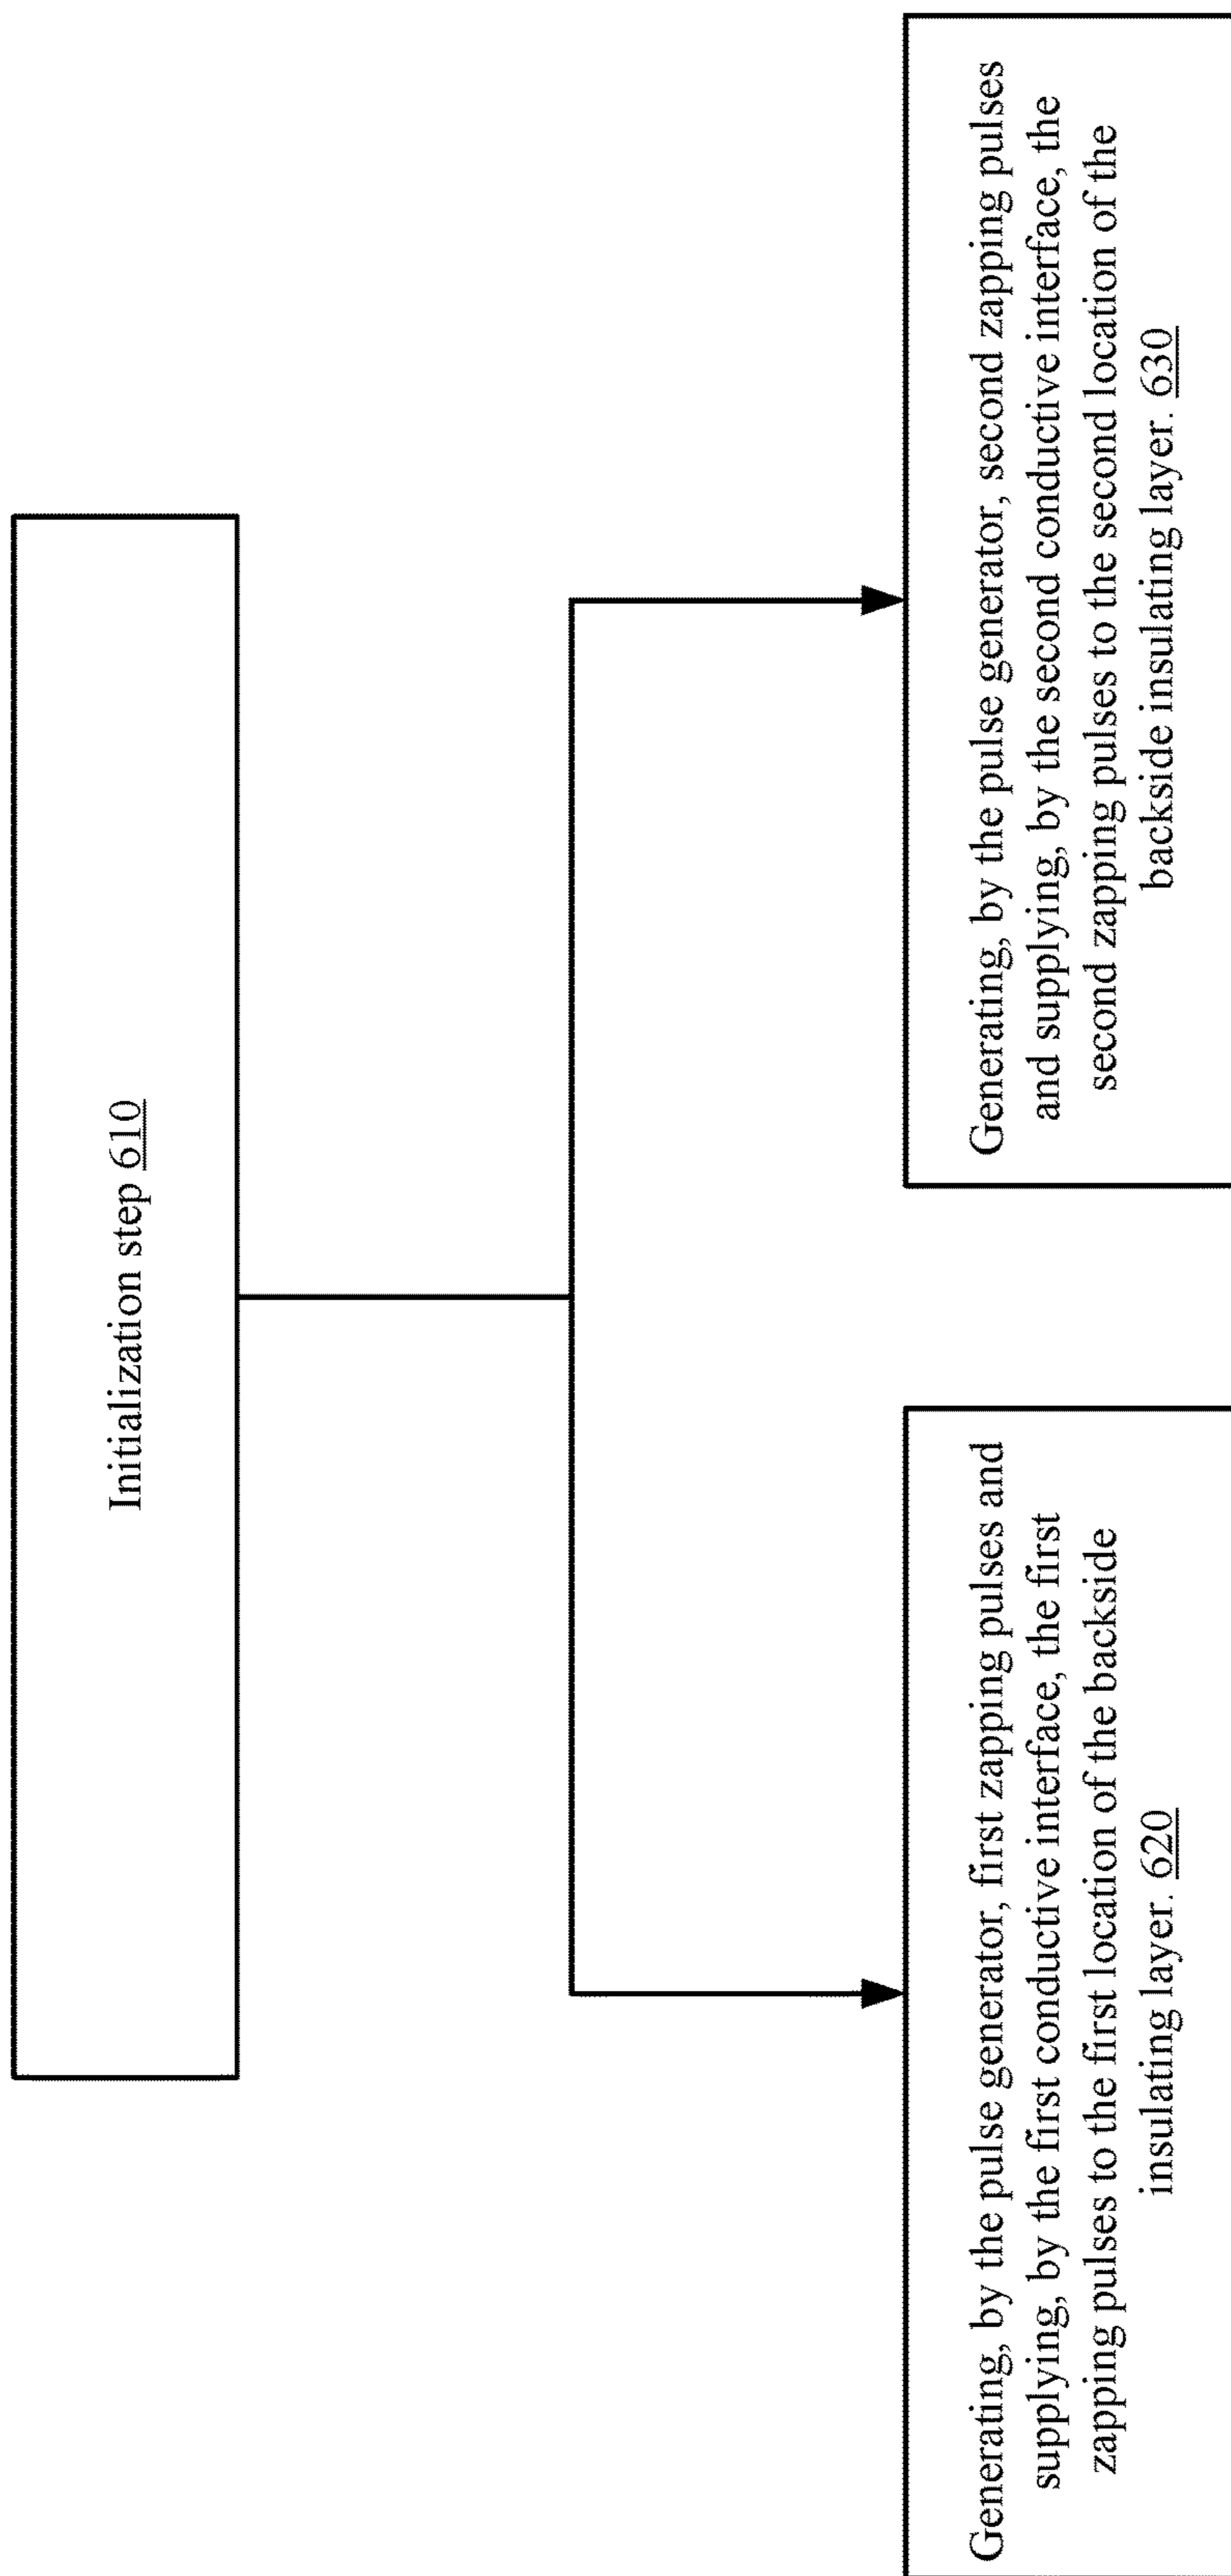 Initialization step 610
Generating, by the pulse generator, first zapping pulses and
supplying, by the first conductive interface, the first
zapping pulses to the first location of the backside
insulating layer. 620
Generating, by the pulse generator, second zapping pulses
and supplying, by the second conductive interface, the
second zapping pulses to the second location of the
backside insulating layer. 630